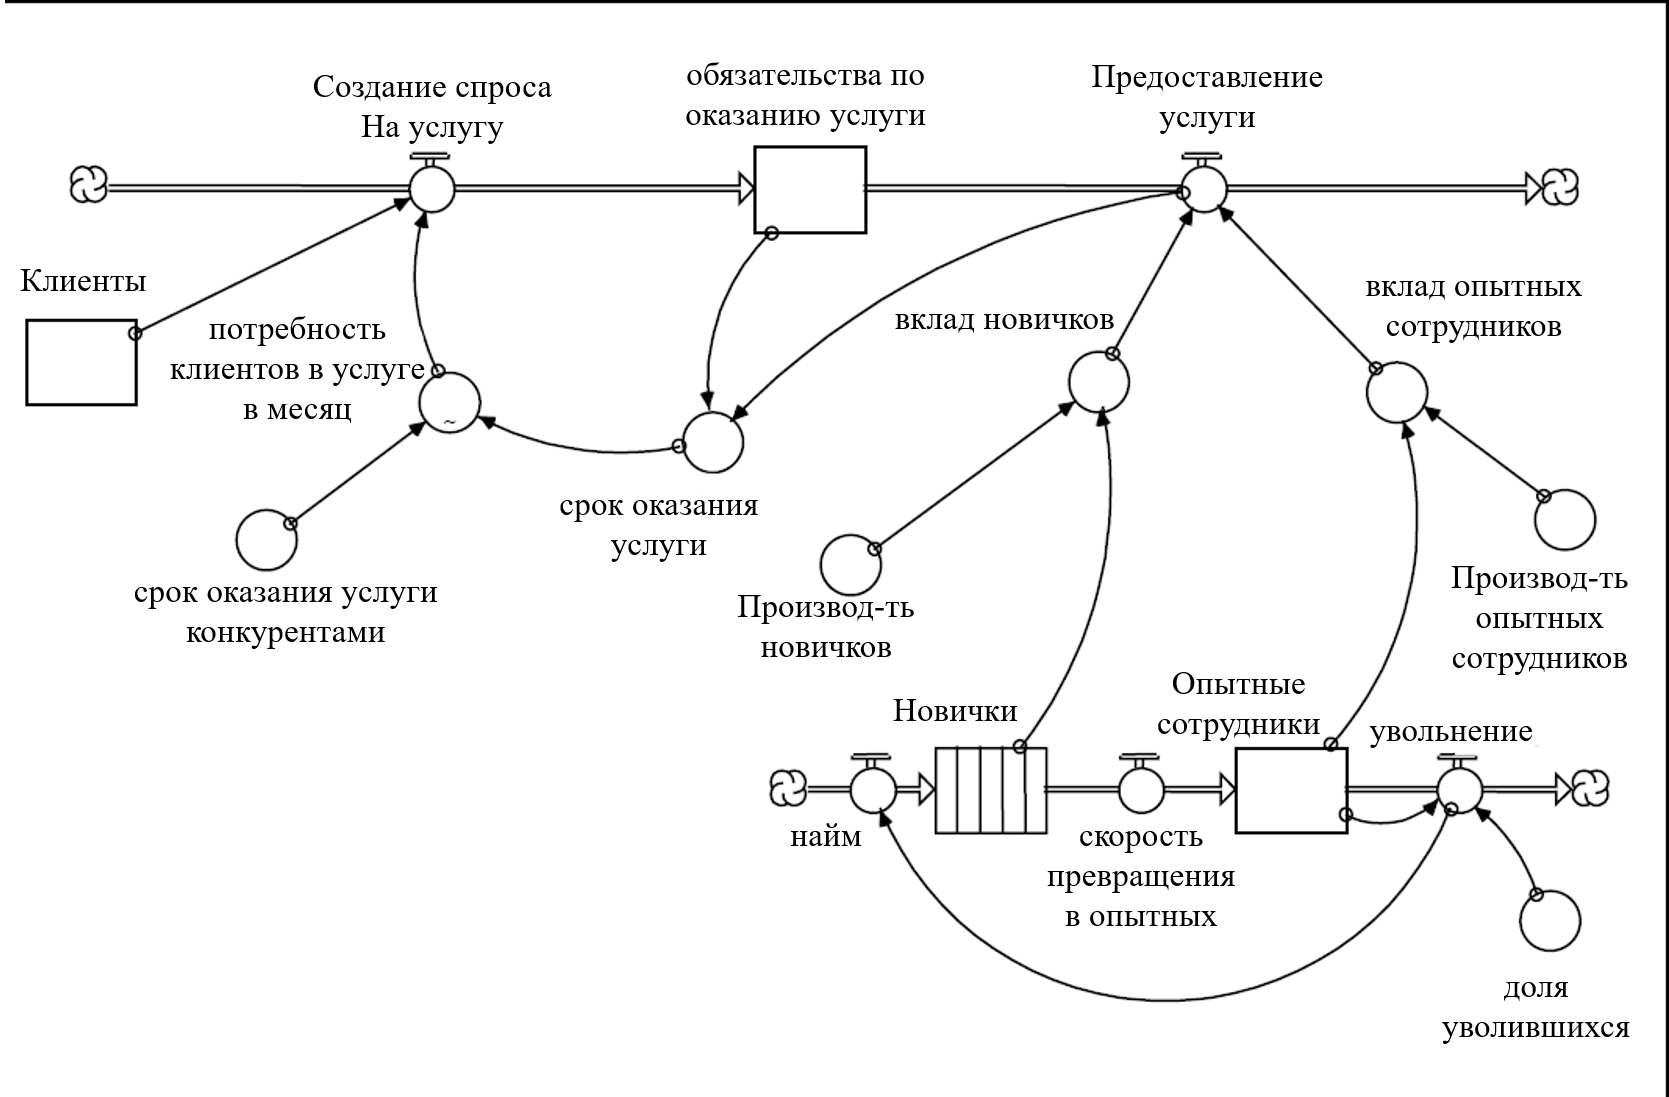 Создание спроса
На услугу
обязательства по
оказанию услуги
Предоставление
услуги
Клиенты
потребность
клиентов в услуге
в месяц
~
вклад новичков
вклад опытных
сотрудников
срок оказания
услуги
срок оказания услуги
конкурентами
Производ-ть
новичков
Производ-ть
опытных
сотрудников
Новички
Опытные
сотрудники
увольнение
найм
скорость
превращения
в опытных
доля
уволившихся